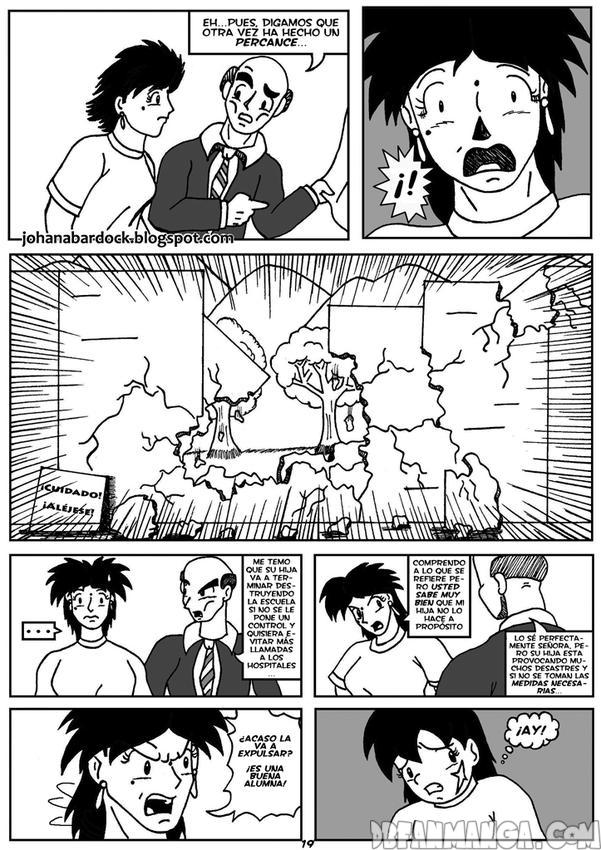 EH...PUES, DIGAMOS QUE
OTRA VEZ HA HECHO UN
PERCANCE...
¡!
johanabardock.blogspot.com
¡CUIDADO!
¡ALÉJESE!
...
ME TEMO
QUE SU HIJA
VA A TER-
MINAR DES-
TRUYENDO
LA ESCUELA
SI NO SE LE
PONE UN
CONTROL Y
QUISIERA E-
VITAR MÁS
LLAMADAS
A LOS
HOSPITALES
...
COMPRENDO
A LO QUE SE
REFIERE PE-
RO USTED
SABE MUY
BIEN QUE MI
HIJA NO LO
HACE A
PROPÓSITO
LO SÉ PERFECTA-
MENTE SEÑORA, PE-
RO SU HIJA ESTA
PROVOCANDO MU-
CHOS DESASTRES Y
SI NO SE TOMAN LAS
MEDIDAS NECESA-
RIAS...
¿ACASO LA
VA A
EXPULSAR?
¡ES UNA
BUENA
ALUMNA!
¡AY!
19
DBFANMANGA.COM